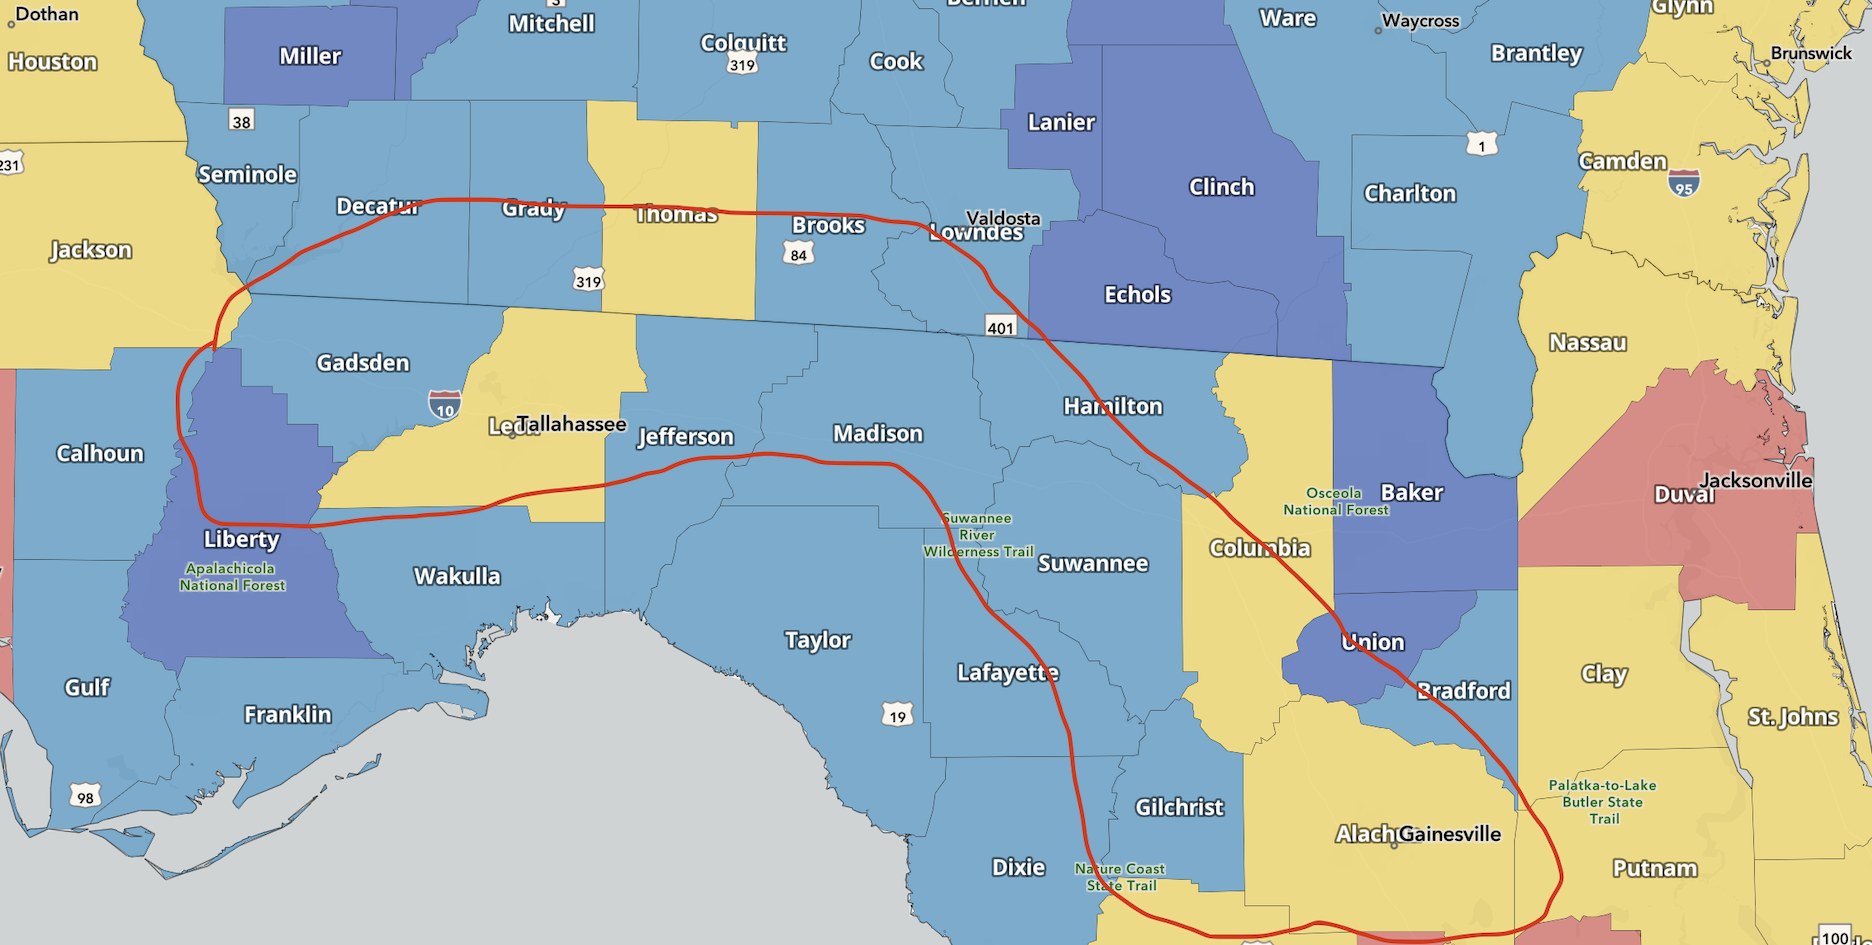 Dothan
Houston
Miller
3
Mitchell
Colquitt
319
Berrien
Cook
Ware
Waycross
Brantley
Glynn
Brunswick
38
231
Seminole
Lanier
Clinch
1
Charlton
Camden
95
Jackson
Decatur
Grady
Thomas
Brooks
84
Valdosta
Lowndes
319
Echols
401
Nassau
Gadsden
10
Leon
Tallahassee
Jefferson
Madison
Hamilton
Calhoun
Osceola
National Forest
Baker
Duval
Jacksonville
Liberty
Apalachicola
National Forest
Wakulla
Suwannee
River
Wilderness Trail
Suwannee
Columbia
Taylor
Lafayette
Union
Bradford
Clay
St. Johns
Gulf
Franklin
19
98
Gilchrist
Palatka-to-Lake
Butler State
Trail
Alachua
Gainesville
Dixie
Nature Coast
State Trail
Putnam
100